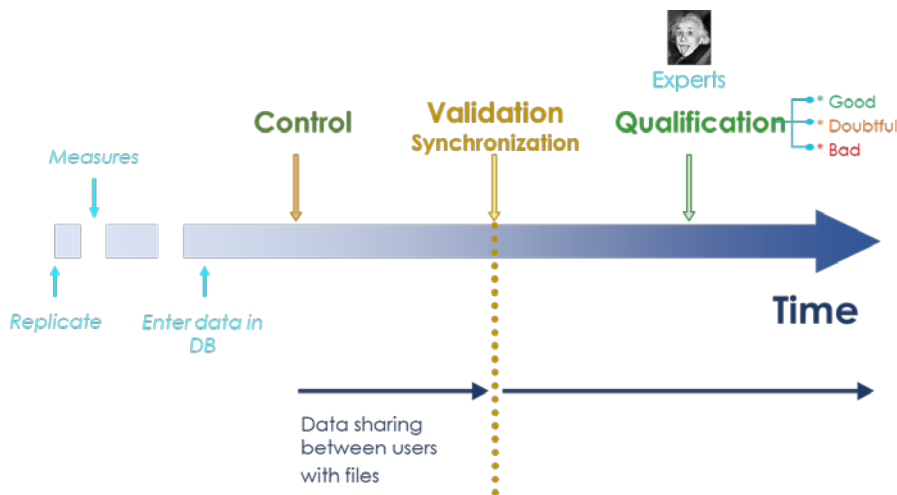 Experts
Control
Validation
Synchronization
Qualification
* Good
* Doubtful
* Bad
Measures
Replicate
Enter data in
DB
Time
Data sharing
between users
with files